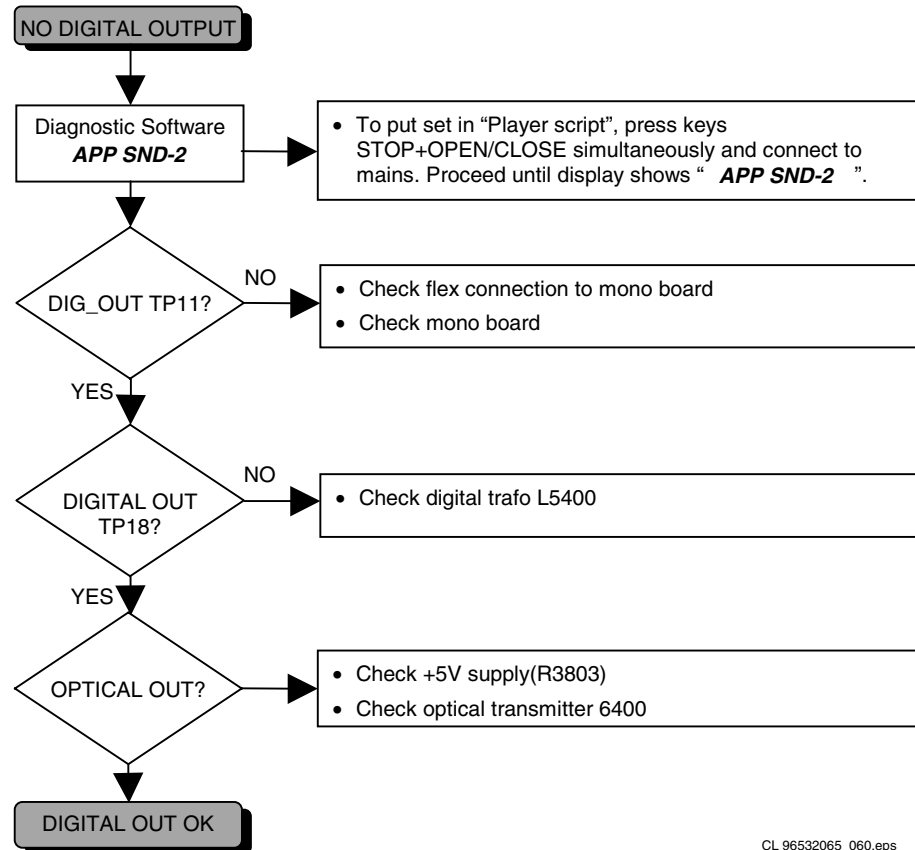 NO DIGITAL OUTPUT
Diagnostic Software
APP SND-2
• To put set in “Player script”, press keys
STOP+OPEN/CLOSE simultaneously and connect to
mains. Proceed until display shows “ APP SND-2 ”.
DIG_OUT TP11?
NO
• Check flex connection to mono board
• Check mono board
YES
DIGITAL OUT
TP18?
NO
• Check digital trafo L5400
YES
OPTICAL OUT?
• Check +5V supply(R3803)
• Check optical transmitter 6400
DIGITAL OUT OK
CL 96532065_060.eps